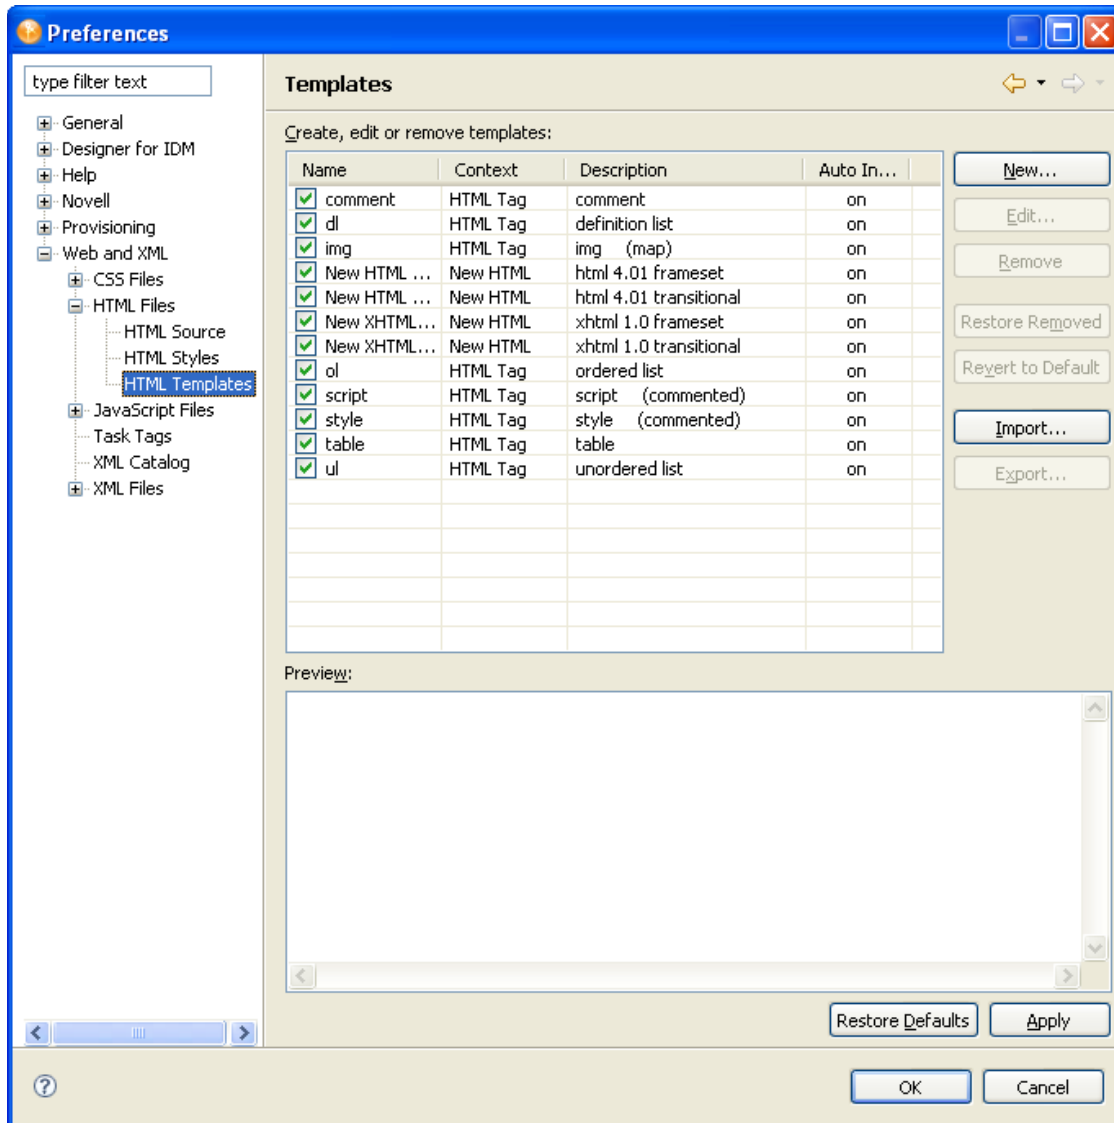 Preferences
type filter text
General
Designer for IDM
Help
Novell
Provisioning
Web and XML
CSS Files
HTML Files
HTML Source
HTML Styles
HTML Templates
JavaScript Files
Task Tags
XML Catalog
XML Files
Templates
Create, edit or remove templates:
Name Context Description Auto In...
comment HTML Tag comment on
dl HTML Tag definition list on
img HTML Tag img (map) on
New HTML ... New HTML html 4.01 frameset on
New HTML ... New HTML html 4.01 transitional on
New XHTML... New HTML xhtml 1.0 frameset on
New XHTML... New HTML xhtml 1.0 transitional on
ol HTML Tag ordered list on
script HTML Tag script (commented) on
style HTML Tag style (commented) on
table HTML Tag table on
ul HTML Tag unordered list on
New...
Edit...
Remove
Restore Removed
Revert to Default
Import...
Export...
Preview:
Restore Defaults Apply
OK Cancel